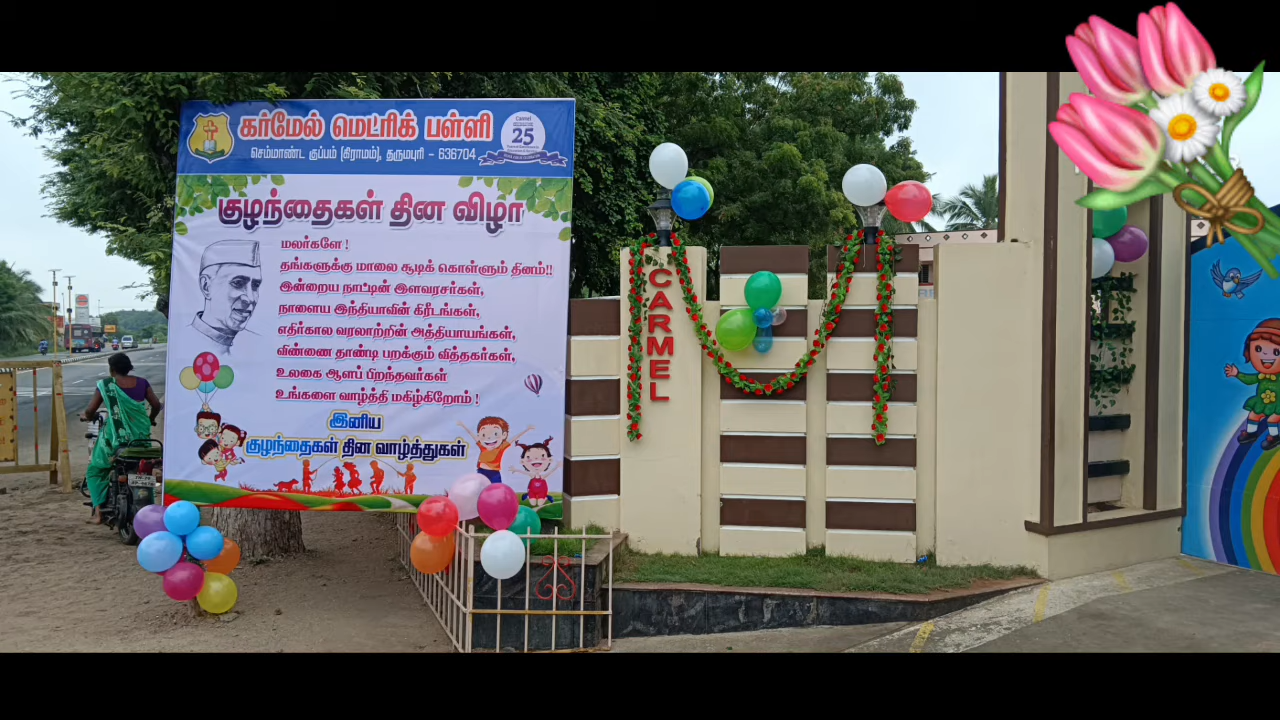 கார்மேல் மெட்ரிக் பள்ளி
செம்மாண்ட குப்பம் (கிராமம்), தருமபுரி - 636704
Carmel
25
குழந்தைகள் தின விழா
மலர்களே !
தங்களுக்கு மாலை சூடிக் கொள்ளும் தினம்!!
இன்றைய நாட்டின் இளவரசர்கள்,
நாளைய இந்தியாவின் கிரீடங்கள்,
எதிர்கால வரலாற்றின் அத்தியாயங்கள்,
விண்ணை தாண்டி பறக்கும் வித்தகர்கள்,
உலகை ஆளப் பிறந்தவர்கள்
உங்களை வாழ்த்தி மகிழ்கிறோம் !
இனிய
குழந்தைகள் தின வாழ்த்துகள்
CARMEL